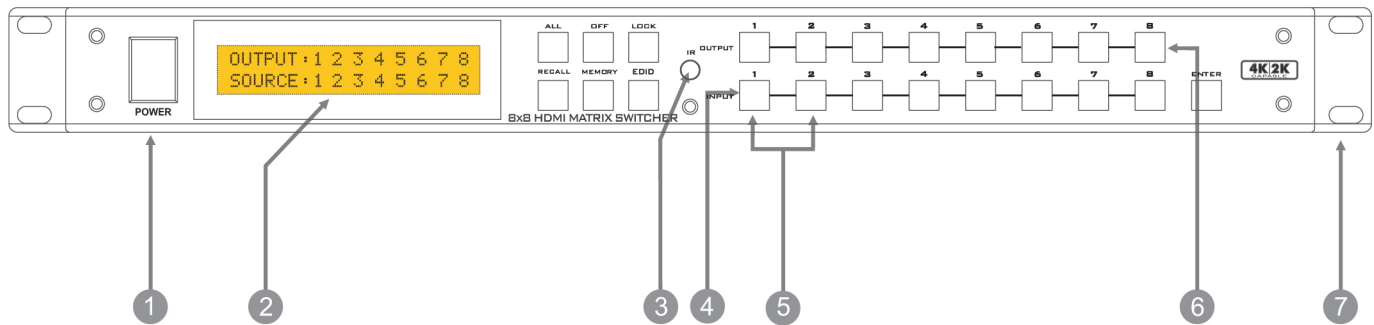 ALL OFF LOCK
1 2 3 4 5 6 7 8
OUTPUT
OUTPUT:1 2 3 4 5 6 7 8
SOURCE:1 2 3 4 5 6 7 8
IR
RECALL MEMORY EDID
1 2 3 4 5 6 7 8
INPUT
ENTER
4K 2K
CAPABLE
POWER
8x8 HDMI MATRIX SWITCHER
1 2 3 4 5 6 7